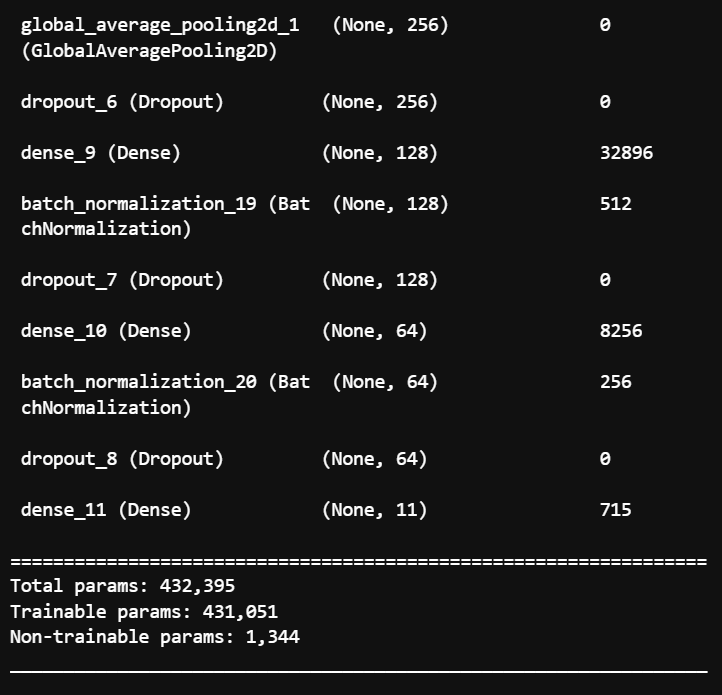 global_average_pooling2d_1 (None, 256) 0
(GlobalAveragePooling2D)
dropout_6 (Dropout) (None, 256) 0
dense_9 (Dense) (None, 128) 32896
batch_normalization_19 (Bat (None, 128) 512
chNormalization)
dropout_7 (Dropout) (None, 128) 0
dense_10 (Dense) (None, 64) 8256
batch_normalization_20 (Bat (None, 64) 256
chNormalization)
dropout_8 (Dropout) (None, 64) 0
dense_11 (Dense) (None, 11) 715
=================================================================
Total params: 432,395
Trainable params: 431,051
Non-trainable params: 1,344
_________________________________________________________________